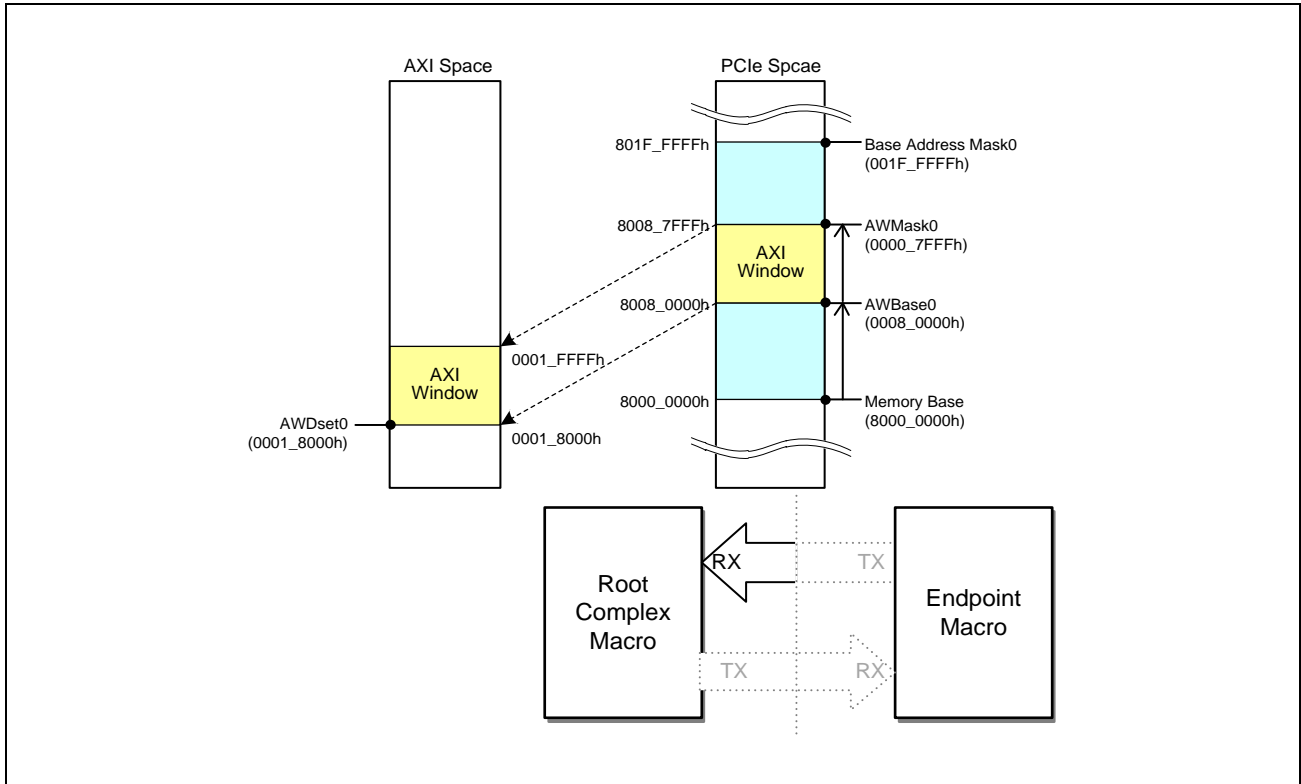 AXI Space
PCIe Spcae
801F_FFFFh
Base Address Mask0
(001F_FFFFh)
8008_7FFFh
AWMask0
(0000_7FFFh)
AXI
Window
8008_0000h
AWBase0
(0008_0000h)
0001_FFFFh
AXI
Window
8000_0000h
Memory Base
(8000_0000h)
AWDset0
(0001_8000h)
0001_8000h
RX
TX
Root
Complex
Macro
Endpoint
Macro
TX
RX